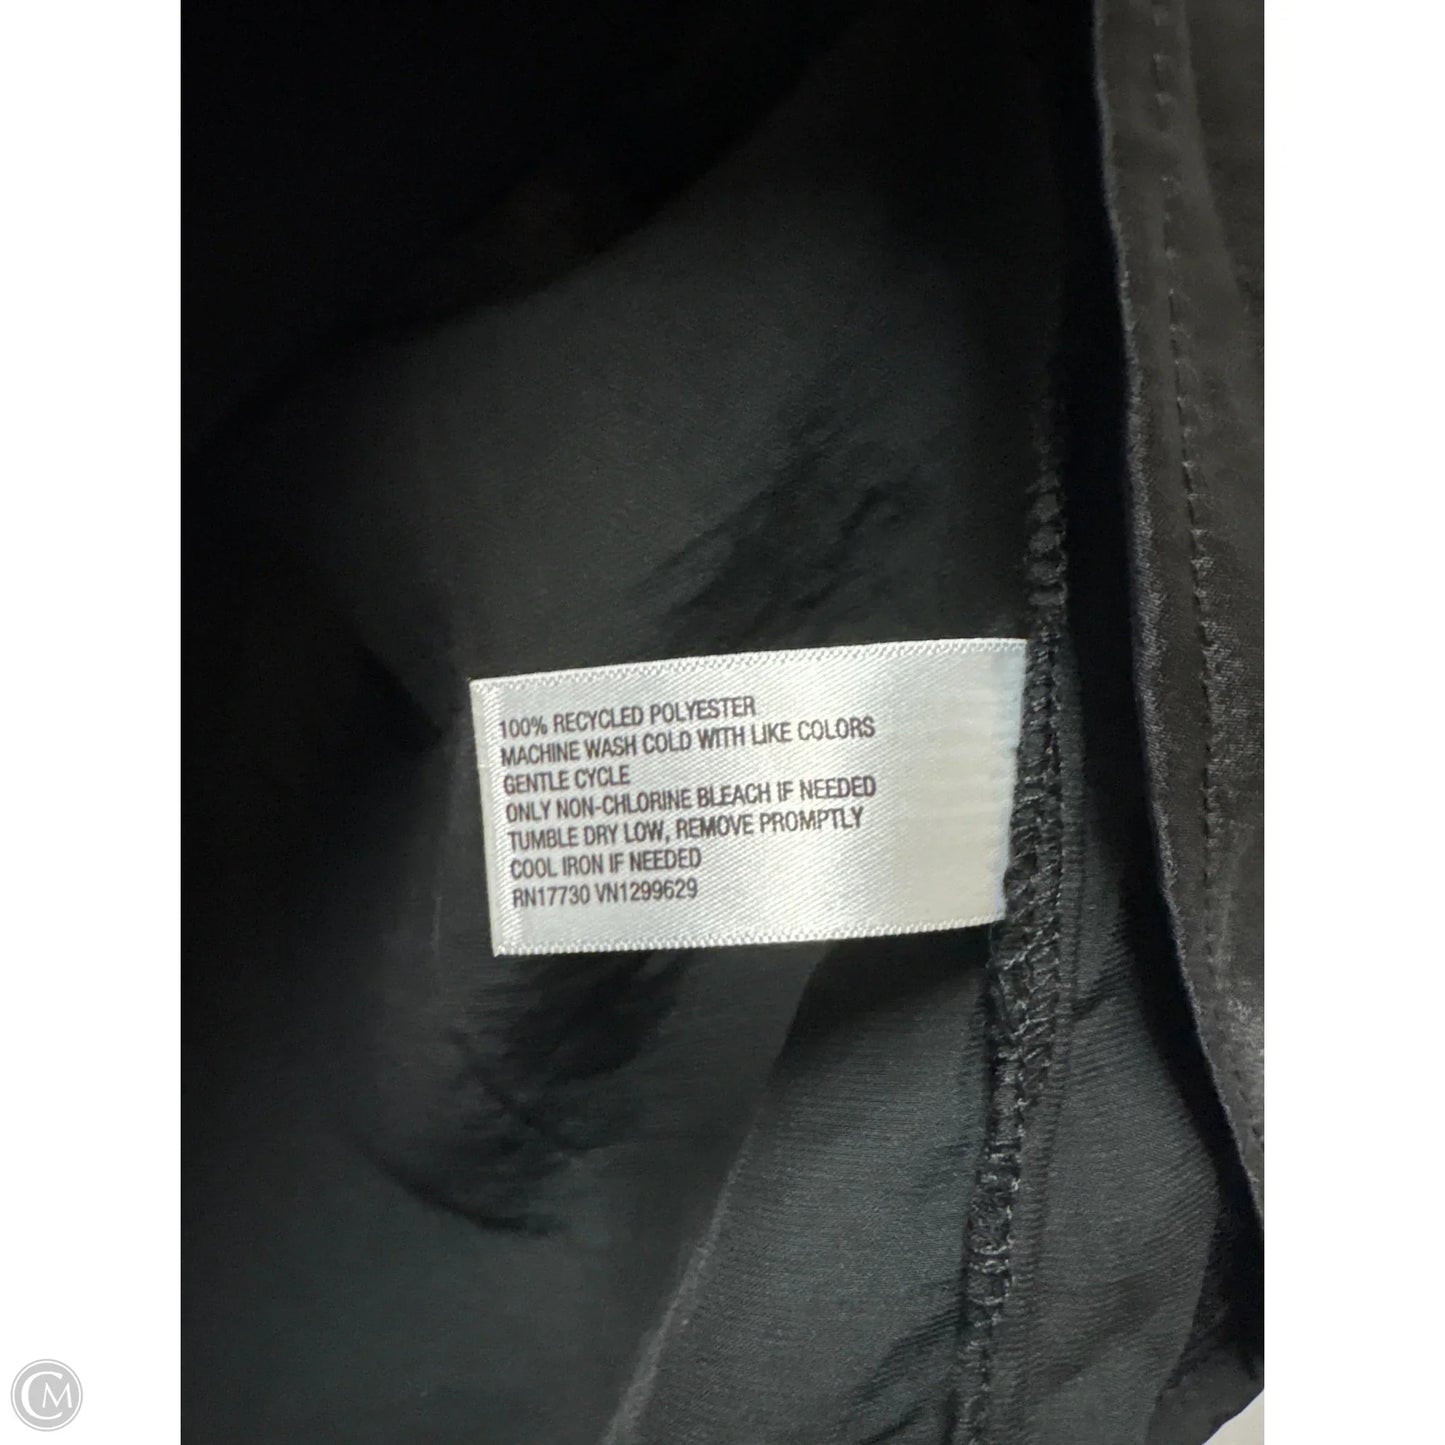 100% RECYCLED POLYESTER
MACHINE WASH COLD WITH LIKE COLORS
GENTLE CYCLE
ONLY NON-CHLORINE BLEACH IF NEEDED
TUMBLE DRY LOW, REMOVE PROMPTLY
COOL IRON IF NEEDED
RN17730 VN1299629
CM